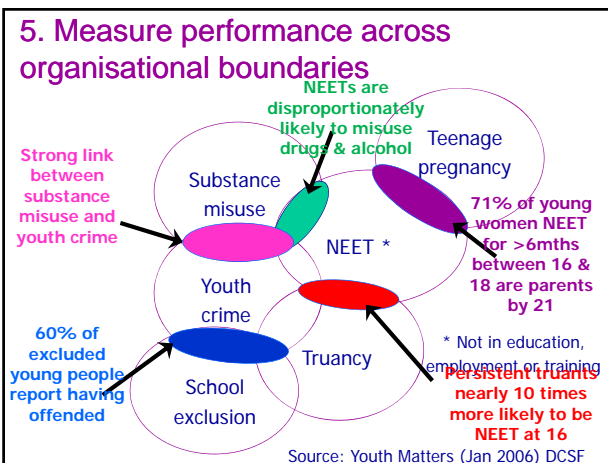 5. Measure performance across
organisational boundaries
NEETs are
disproportionately
likely to misuse
drugs & alcohol
Teenage
pregnancy
Strong link
between
substance
misuse and
youth crime
Substance
misuse
71% of young
women NEET
for >6mths
between 16 &
18 are parents
by 21
NEET *
Youth
crime
60% of
excluded
young people
report having
offended
Truancy
* Not in education,
employment or training
School
exclusion
Persistent truants
nearly 10 times
more likely to be
NEET at 16
Source: Youth Matters (Jan 2006) DCSF